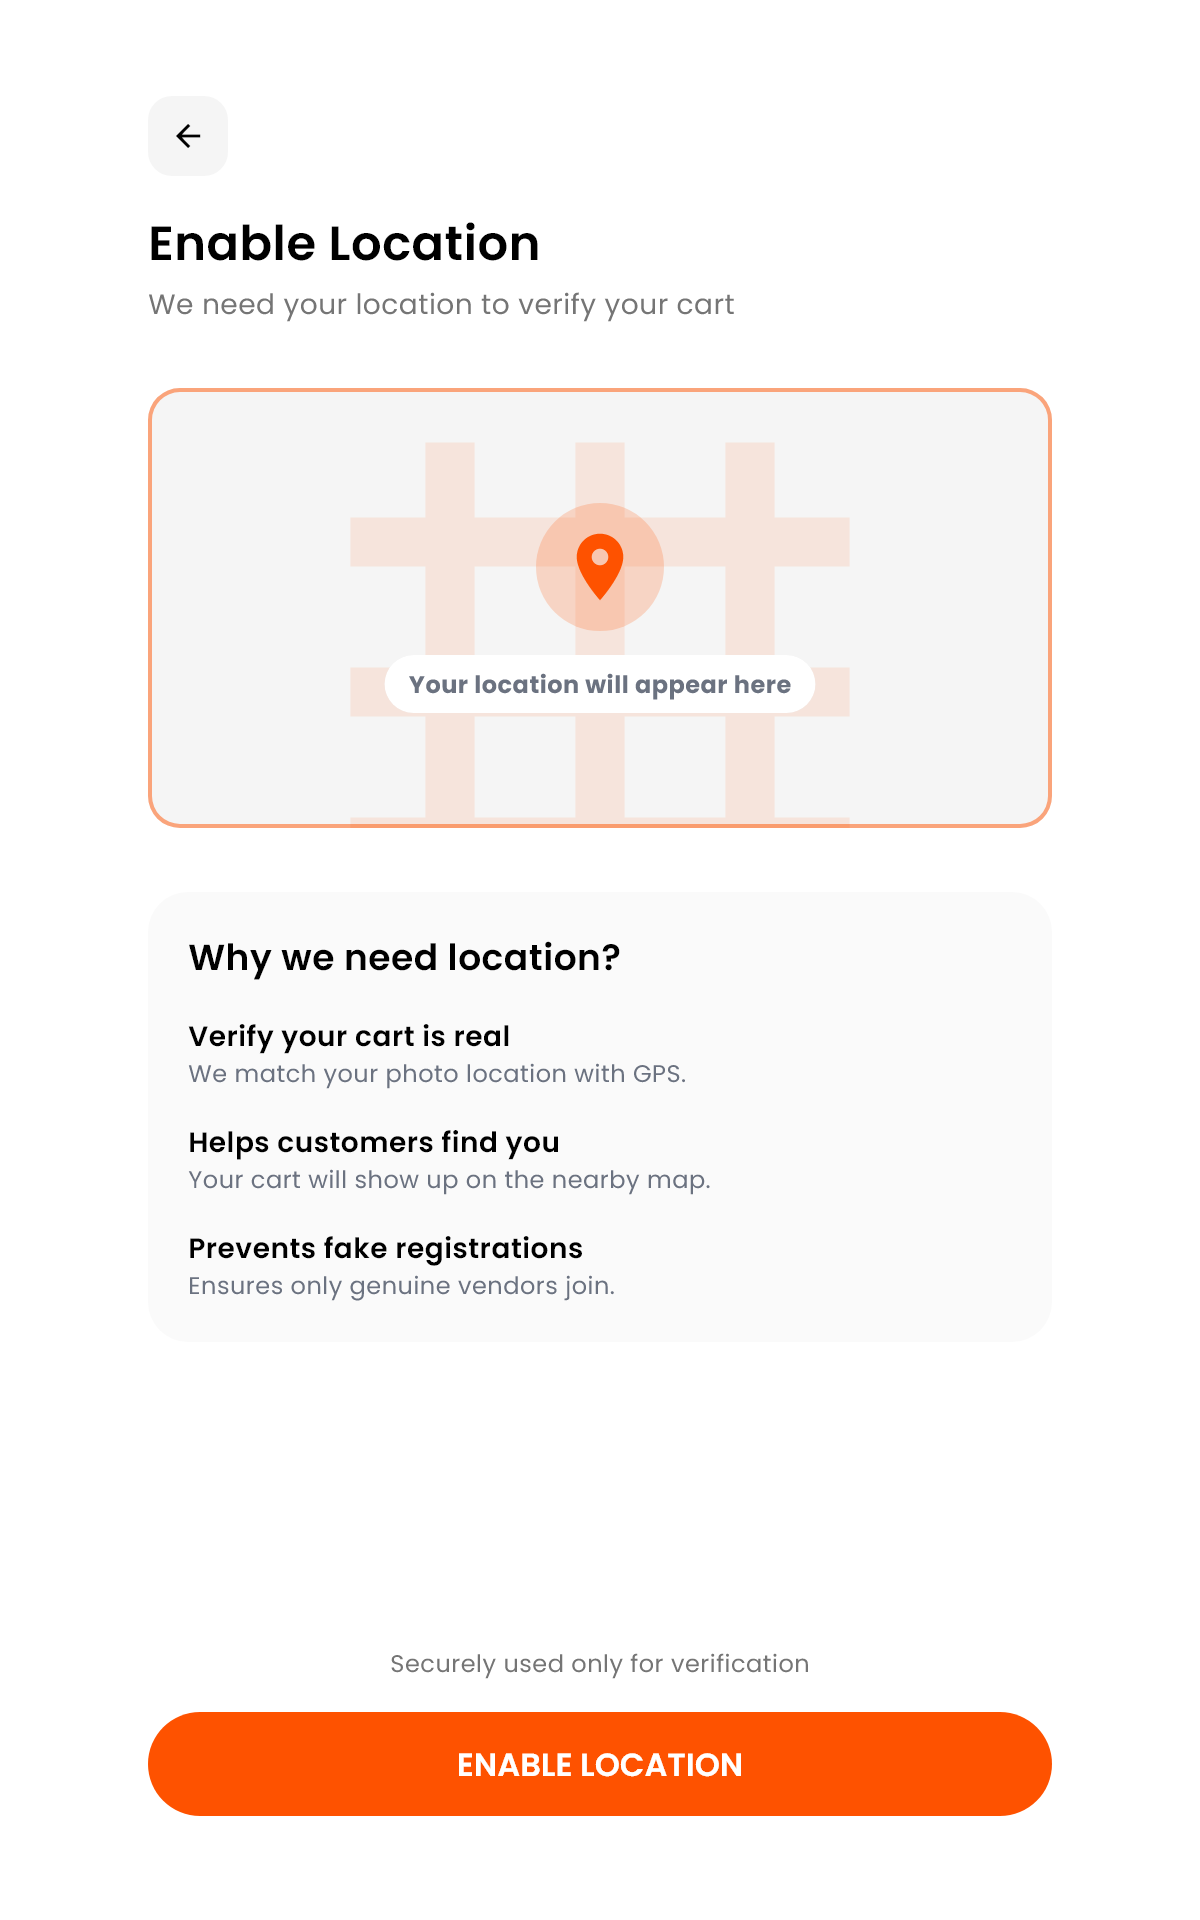 Enable Location
We need your location to verify your cart
Your location will appear here
Why we need location?
Verify your cart is real
We match your photo location with GPS.
Helps customers find you
Your cart will show up on the nearby map.
Prevents fake registrations
Ensures only genuine vendors join.
Securely used only for verification
ENABLE LOCATION